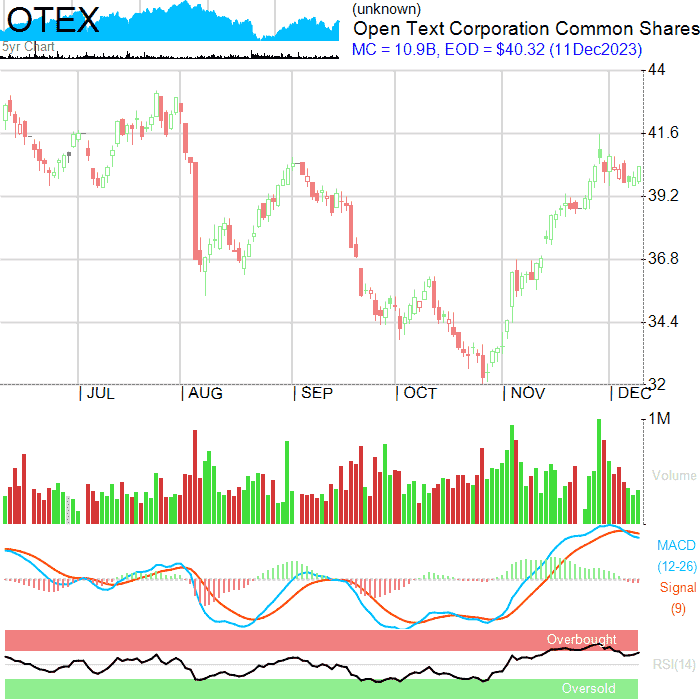 OTEX
5yr Chart
(unknown)
Open Text Corporation Common Shares
MC = 10.9B, EOD = $40.32 (11Dec2023)
44
41.6
39.2
36.8
34.4
32
| JUL | AUG | SEP | OCT | NOV | DEC
1M
Volume
MACD
(12-26)
Signal
(9)
Overbought
RSI(14)
Oversold